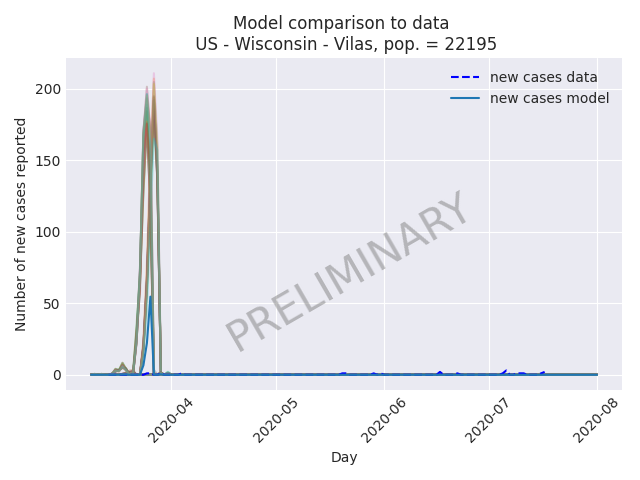 Model comparison to data
US - Wisconsin - Vilas, pop. = 22195
new cases data
new cases model
Number of new cases reported
200
150
100
50
0
PRELIMINARY
2020-04
2020-05
2020-06
2020-07
2020-08
Day